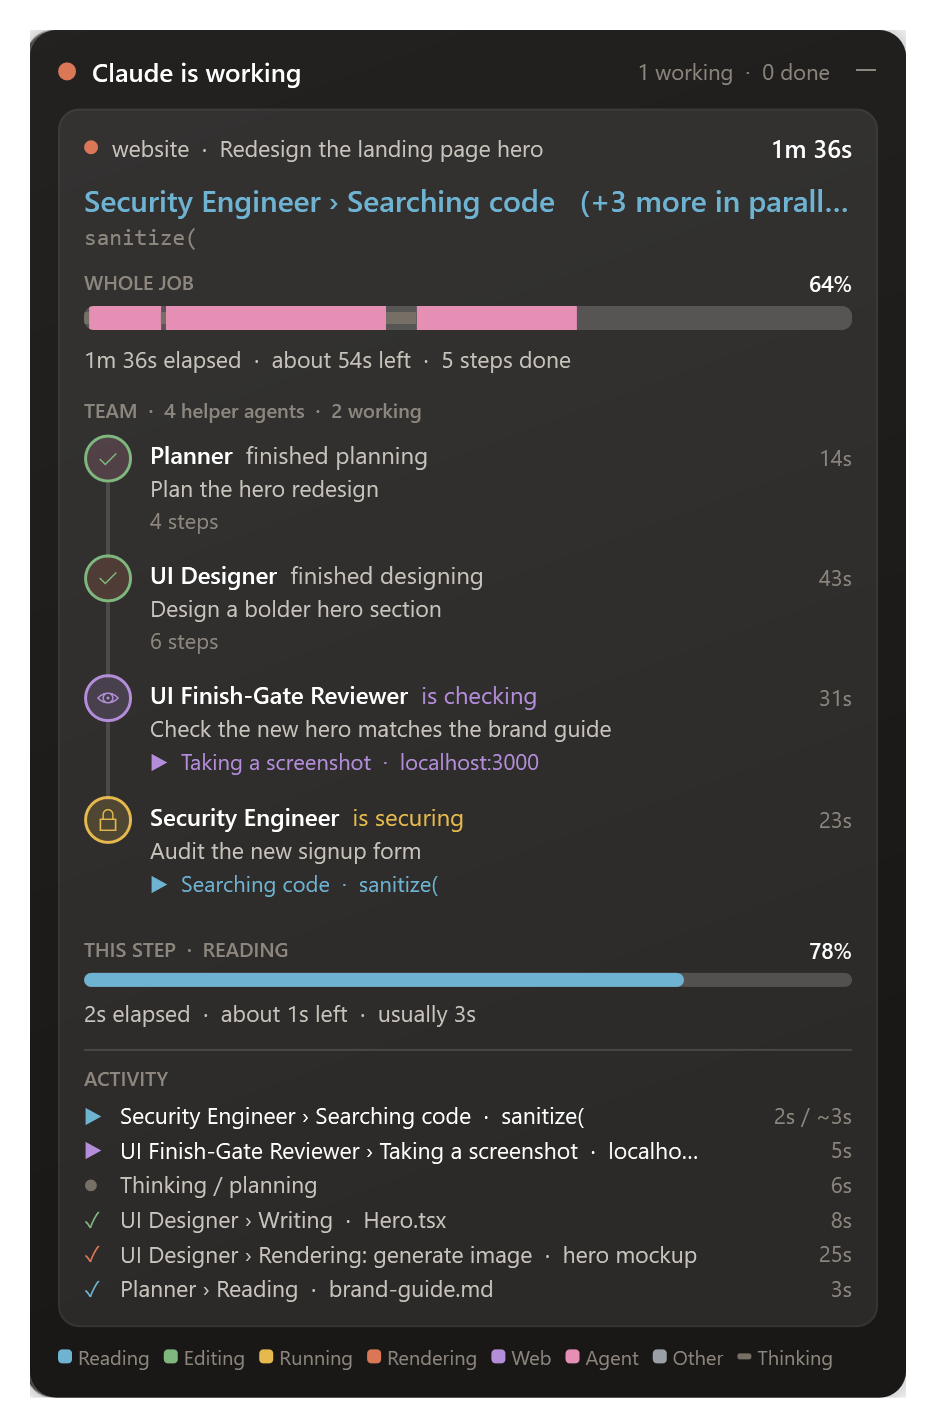 Claude is working
1 working · 0 done
website · Redesign the landing page hero
1m 36s
Security Engineer › Searching code (+3 more in parall...
sanitize(
WHOLE JOB
64%
1m 36s elapsed · about 54s left · 5 steps done
TEAM · 4 helper agents · 2 working
Planner finished planning
14s
Plan the hero redesign
4 steps
UI Designer finished designing
43s
Design a bolder hero section
6 steps
UI Finish-Gate Reviewer is checking
31s
Check the new hero matches the brand guide
Taking a screenshot · localhost:3000
Security Engineer is securing
23s
Audit the new signup form
Searching code · sanitize(
THIS STEP · READING
78%
2s elapsed · about 1s left · usually 3s
ACTIVITY
Security Engineer › Searching code · sanitize(
2s / ~3s
UI Finish-Gate Reviewer › Taking a screenshot · localho...
5s
Thinking / planning
6s
UI Designer › Writing · Hero.tsx
8s
UI Designer › Rendering: generate image · hero mockup
25s
Planner › Reading · brand-guide.md
3s
Reading Editing Running Rendering Web Agent Other Thinking